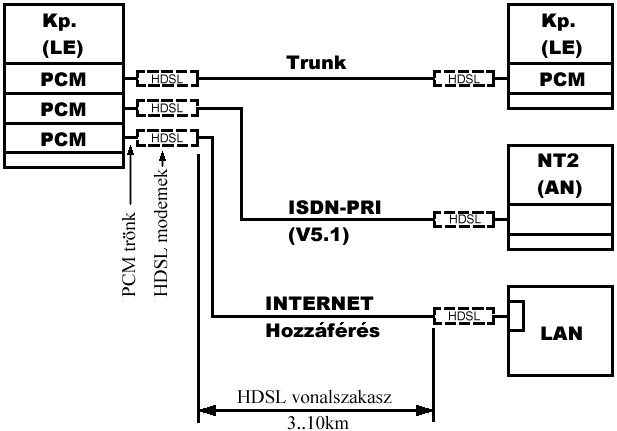 Kp.
(LE)
PCM
PCM
PCM
HDSL
HDSL
HDSL
PCM trönk
HDSL modemek
Trunk
HDSL
Kp.
(LE)
PCM
ISDN-PRI
(V5.1)
HDSL
NT2
(AN)
INTERNET
Hozzáférés
HDSL
LAN
HDSL vonalszakasz
3..10km